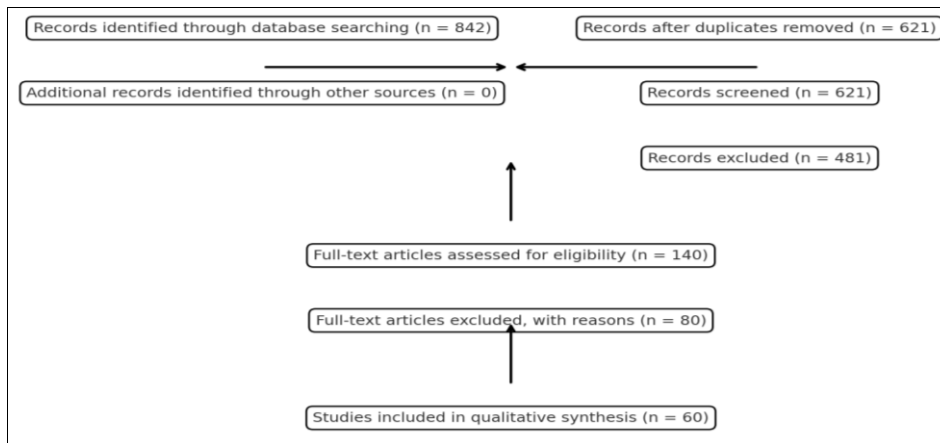 Records identified through database searching (n = 842)
Records after duplicates removed (n = 621)
Additional records identified through other sources (n = 0)
Records screened (n = 621)
Records excluded (n = 481)
Full-text articles assessed for eligibility (n = 140)
Full-text articles excluded, with reasons (n = 80)
Studies included in qualitative synthesis (n = 60)